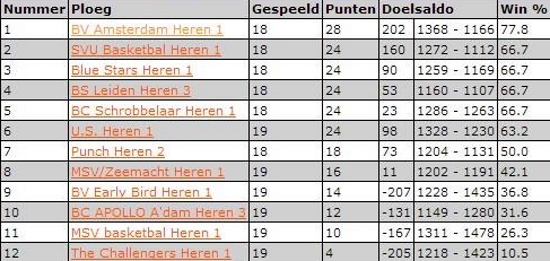 Nummer Ploeg Gespeeld Punten Doelsaldo Win %
1 BV Amsterdam Heren 1 18 28 202 1368 - 1166 77.8
2 SVU Basketbal Heren 1 18 24 160 1272 - 1112 66.7
3 Blue Stars Heren 1 18 24 90 1259 - 1169 66.7
4 BS Leiden Heren 3 18 24 53 1160 - 1107 66.7
5 BC Schrobbelaar Heren 1 18 24 23 1286 - 1263 66.7
6 U.S. Heren 1 19 24 98 1328 - 1230 63.2
7 Punch Heren 2 18 18 73 1204 - 1131 50.0
8 MSV/Zeemacht Heren 1 19 16 11 1202 - 1191 42.1
9 BV Early Bird Heren 1 19 14 -207 1228 - 1435 36.8
10 BC APOLLO A'dam Heren 3 19 12 -131 1149 - 1280 31.6
11 MSV basketbal Heren 1 19 10 -167 1311 - 1478 26.3
12 The Challengers Heren 1 19 4 -205 1218 - 1423 10.5